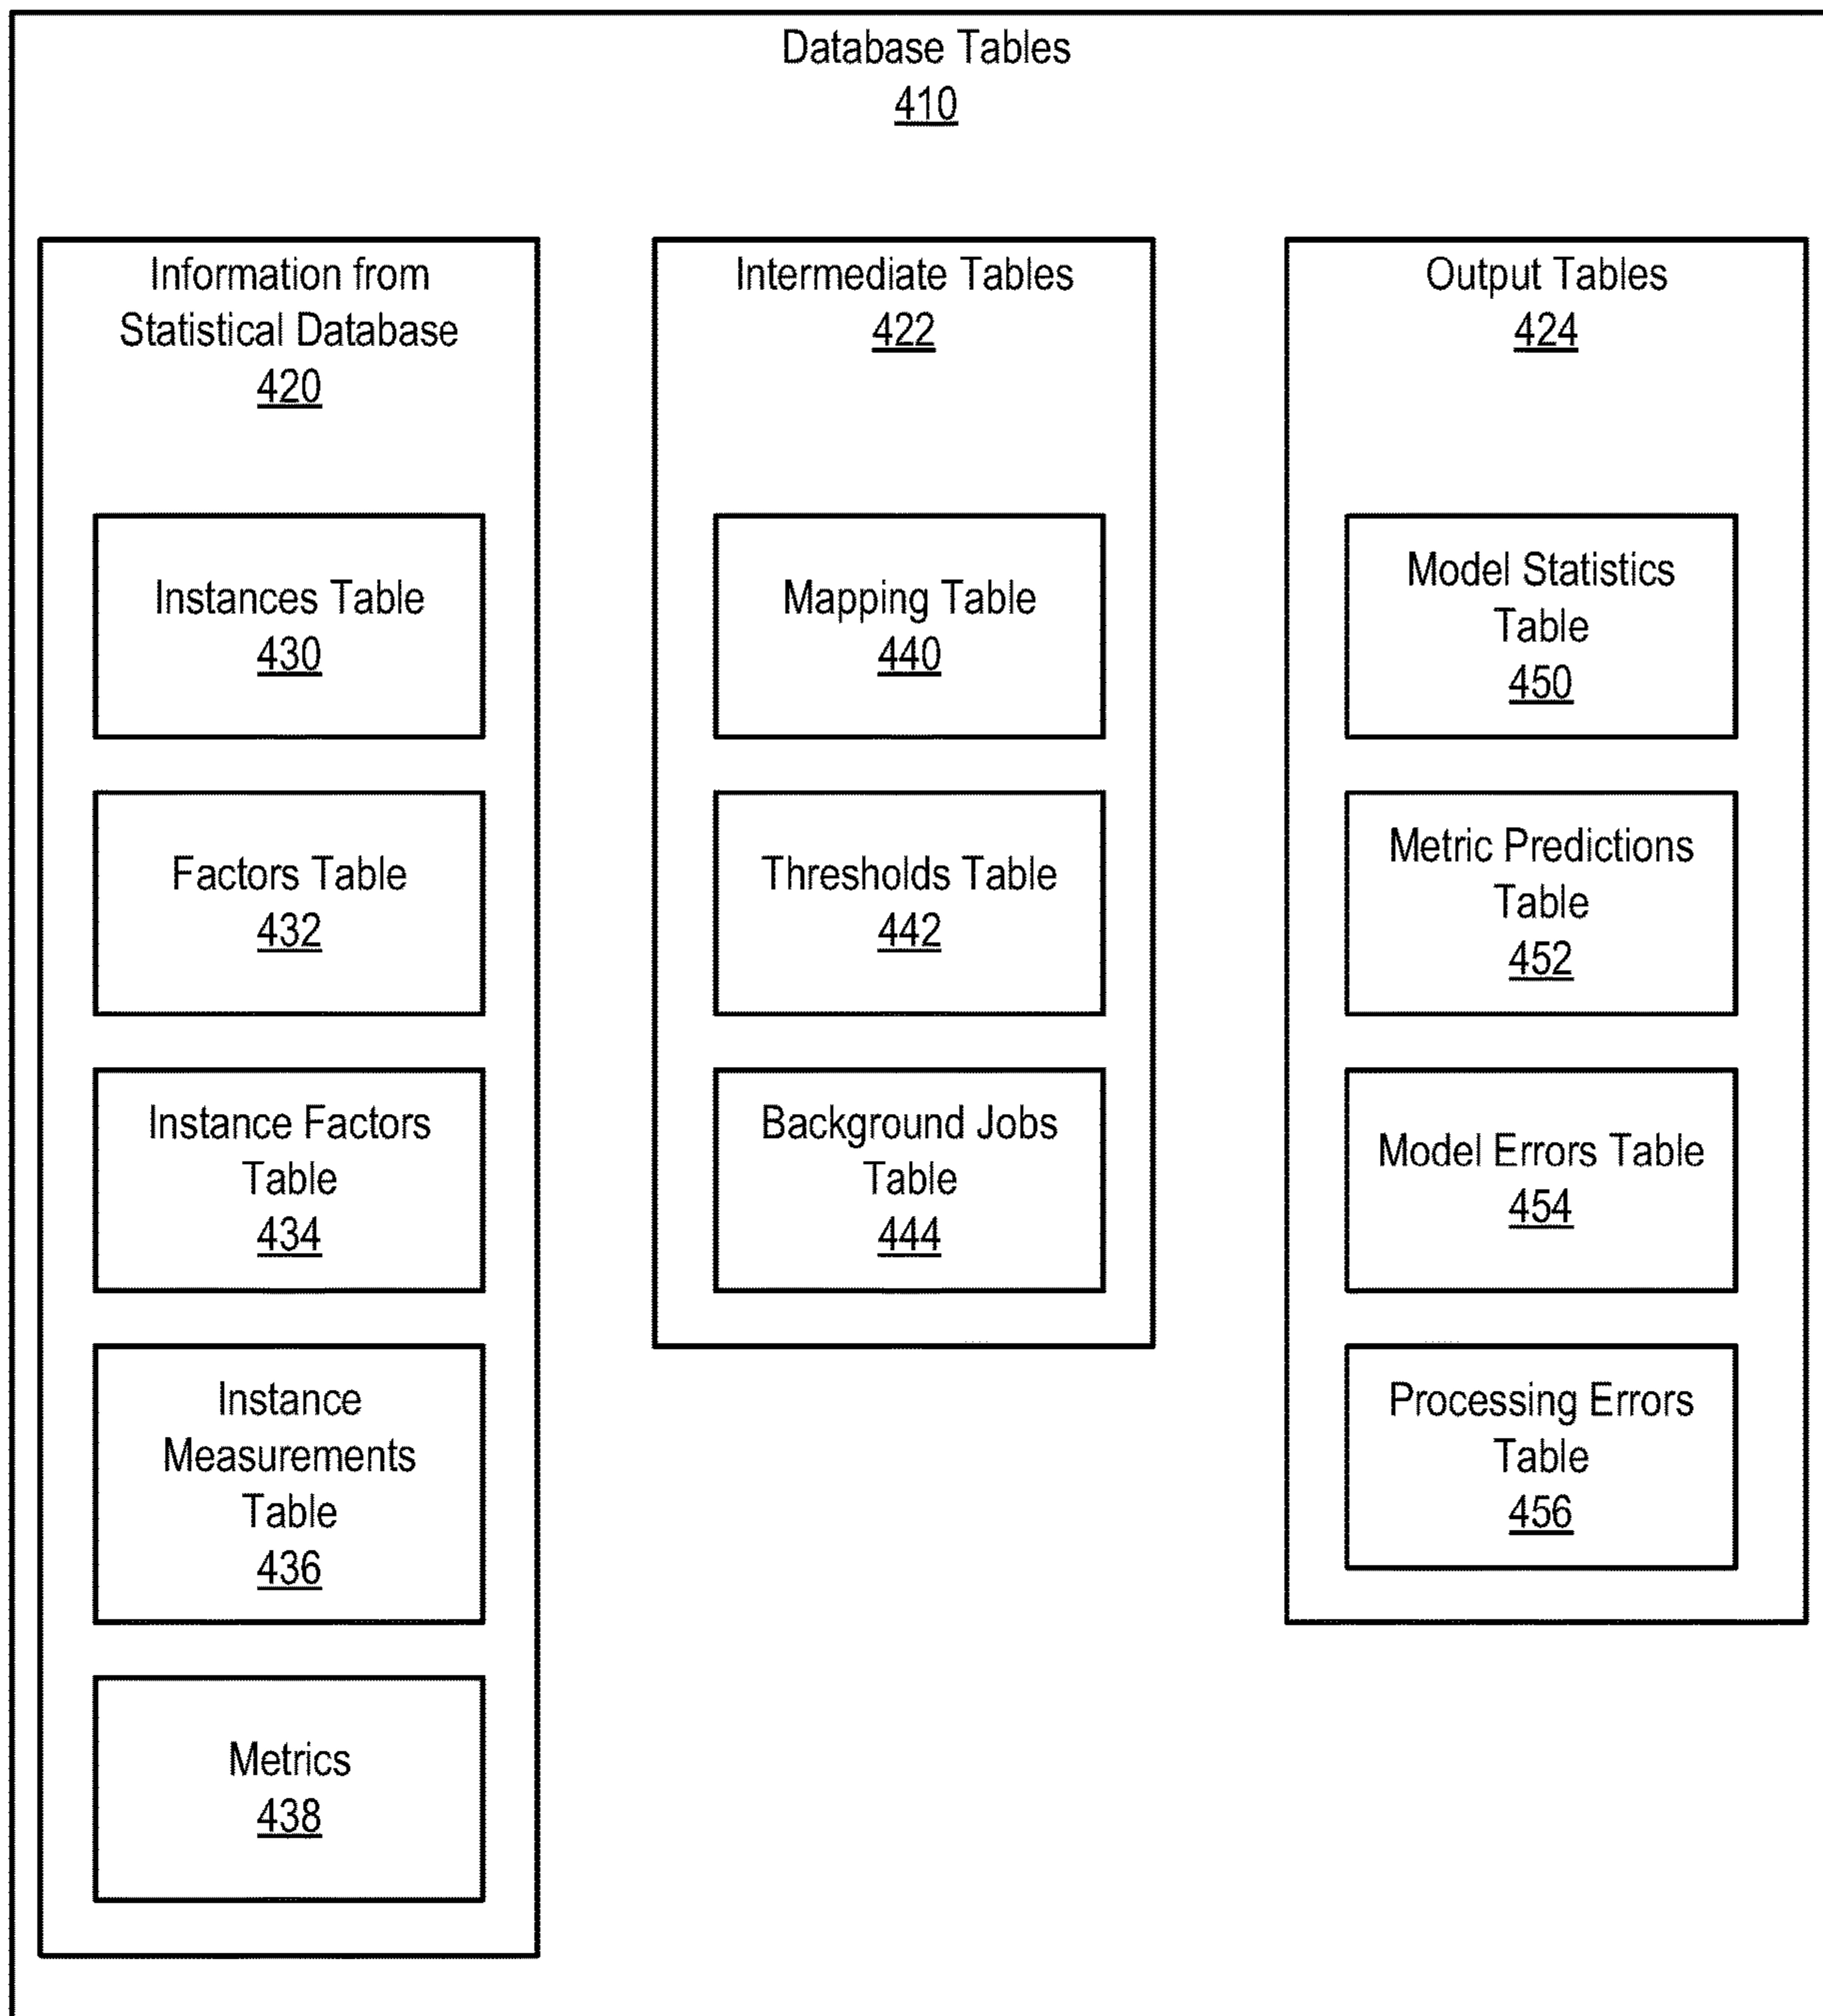 Database Tables
410
Information from
Statistical Database
420
Instances Table
430
Factors Table
432
Instance Factors
Table
434
Instance
Measurements
Table
436
Metrics
438
Intermediate Tables
422
Mapping Table
440
Thresholds Table
442
Background Jobs
Table
444
Output Tables
424
Model Statistics
Table
450
Metric Predictions
Table
452
Model Errors Table
454
Processing Errors
Table
456